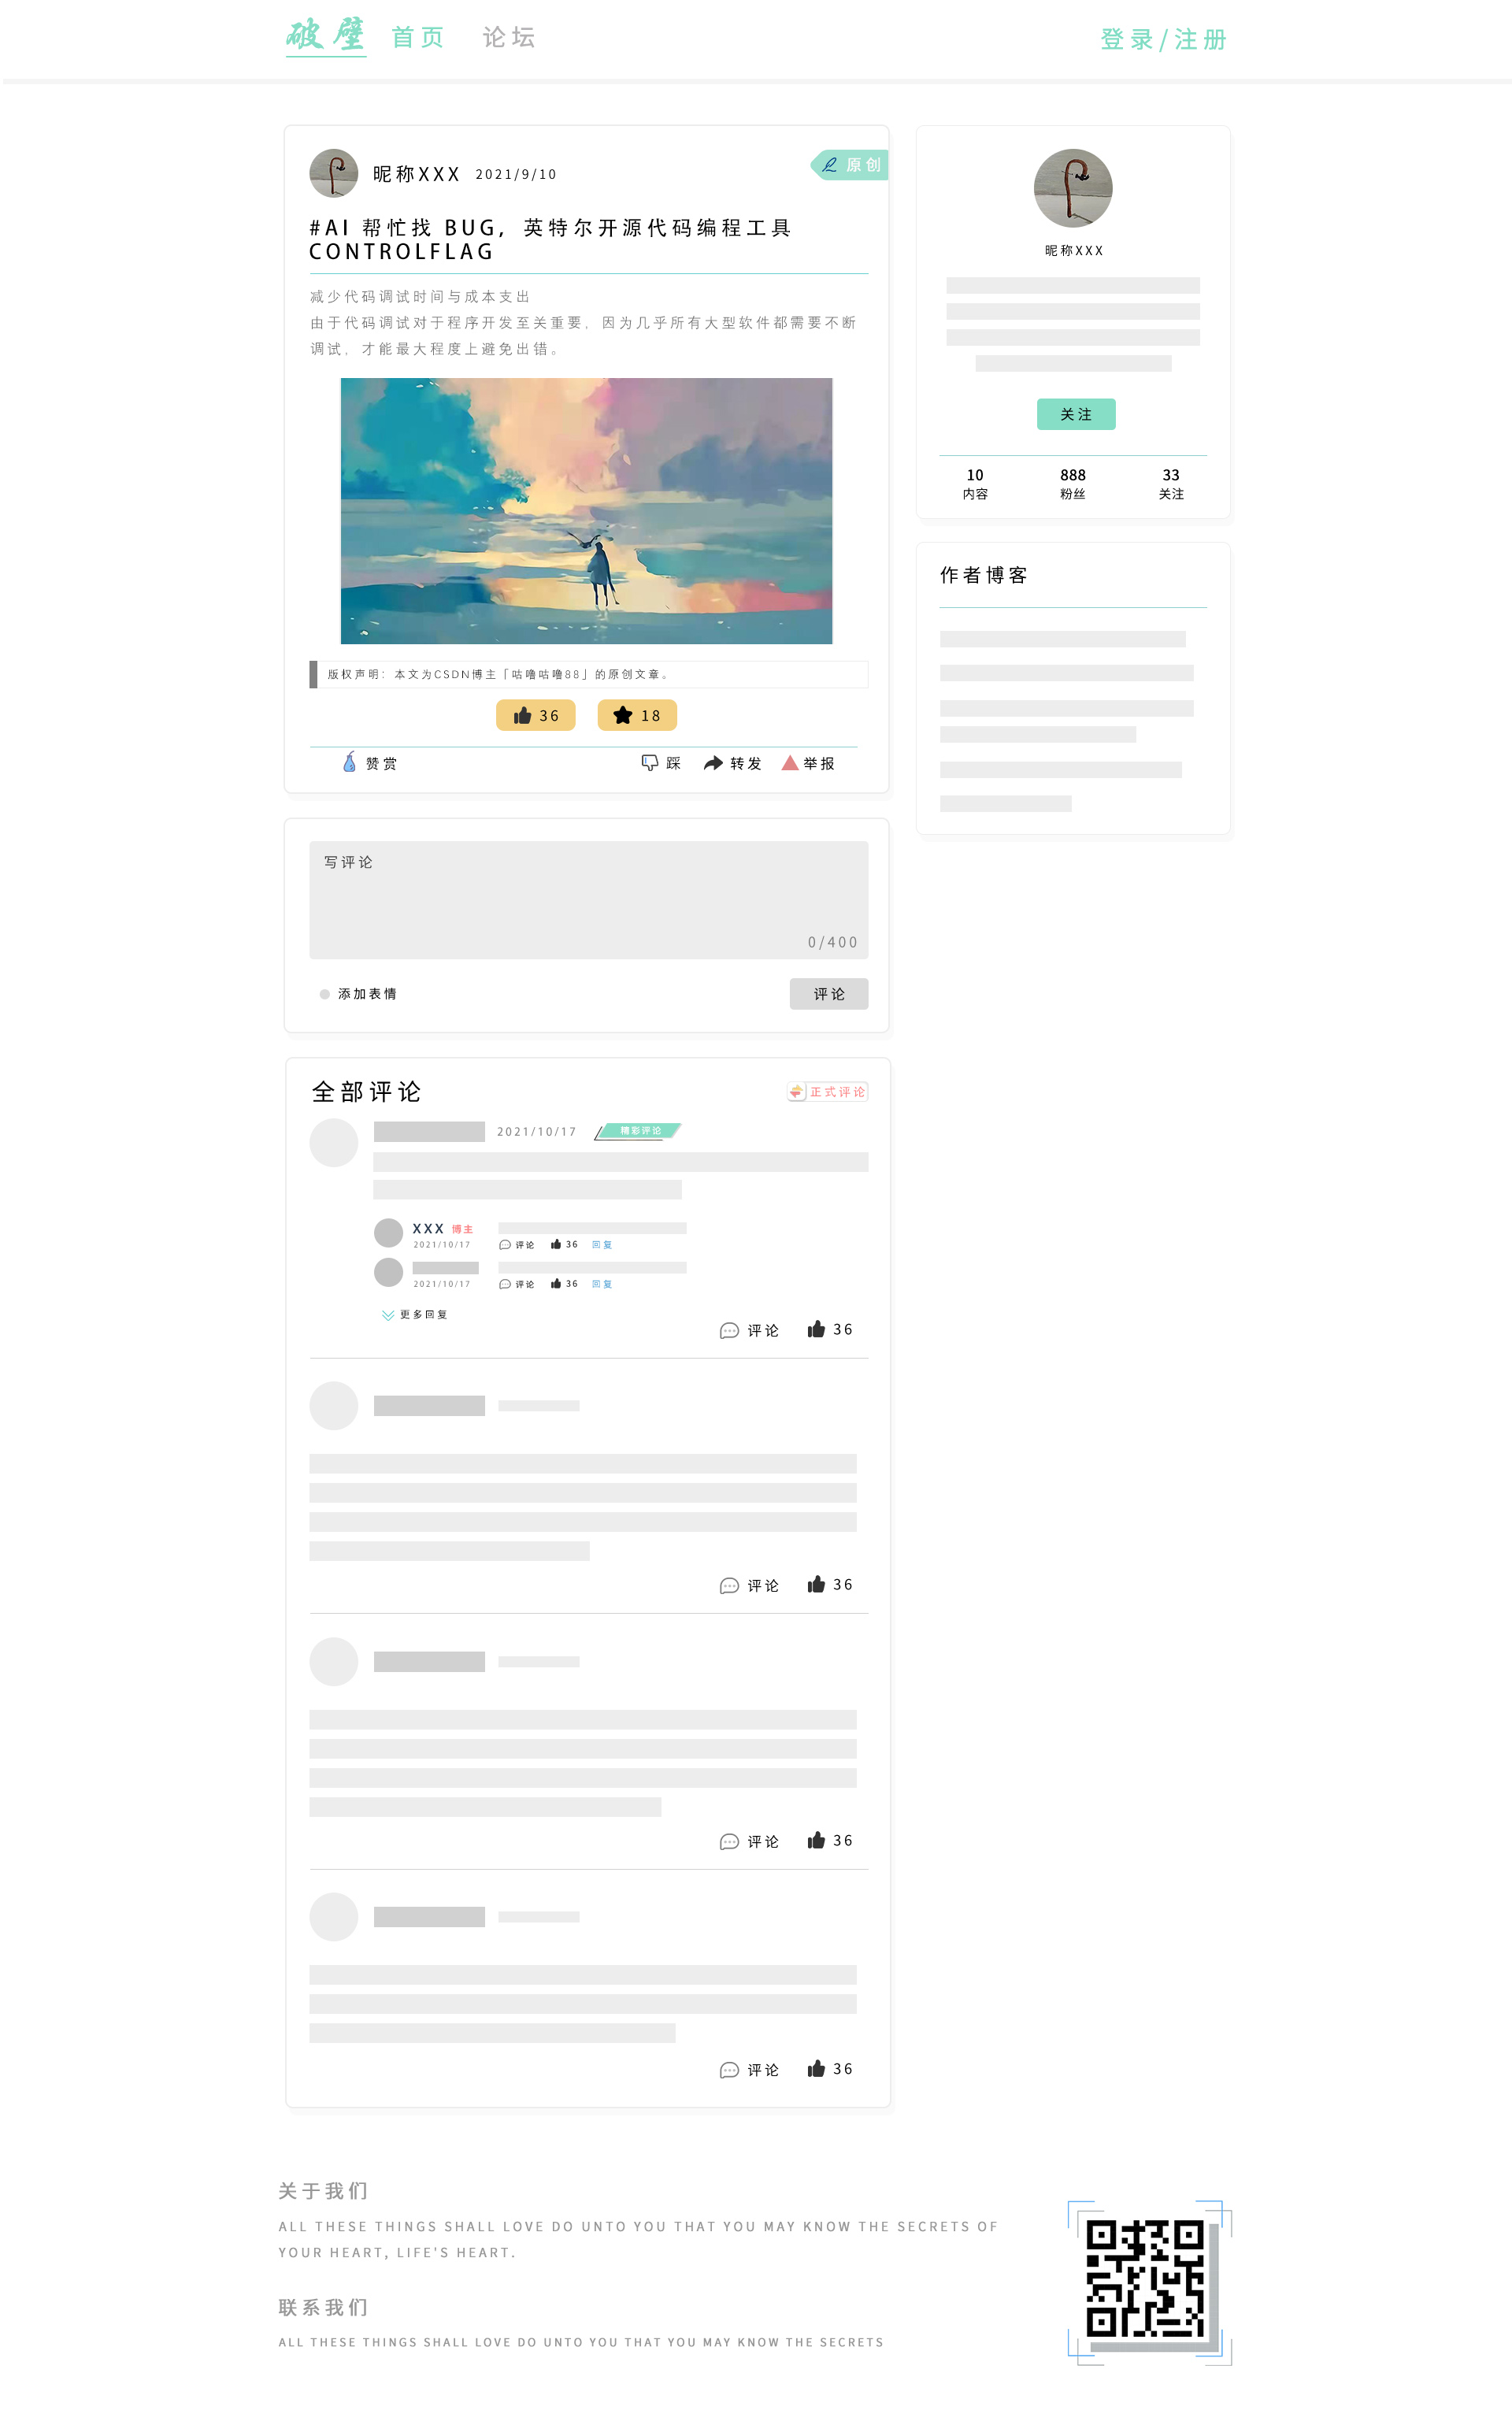 破壁 首页 论坛 登录/注册
昵称XXX 2021/9/10 原创
#AI 帮忙找 BUG, 英特尔开源代码编程工具
CONTROLFLAG
减少代码调试时间与成本支出
由于代码调试对于程序开发至关重要，因为几乎所有大型软件都需要不断
调试，才能最大程度上避免出错。
版权声明：本文为CSDN博主「咕噜咕噜88」的原创文章。
36 18
赞赏 踩 转发 举报
昵称XXX
关注
10 888 33
内容 粉丝 关注
作者博客
写评论
0/400
添加表情 评论
全部评论 正式评论
2021/10/17 精彩评论
XXX 博主
2021/10/17 评论 36 回复
2021/10/17 评论 36 回复
更多回复
评论 36
评论 36
评论 36
评论 36
关于我们
ALL THESE THINGS SHALL LOVE DO UNTO YOU THAT YOU MAY KNOW THE SECRETS OF
YOUR HEART, LIFE'S HEART.
联系我们
ALL THESE THINGS SHALL LOVE DO UNTO YOU THAT YOU MAY KNOW THE SECRETS